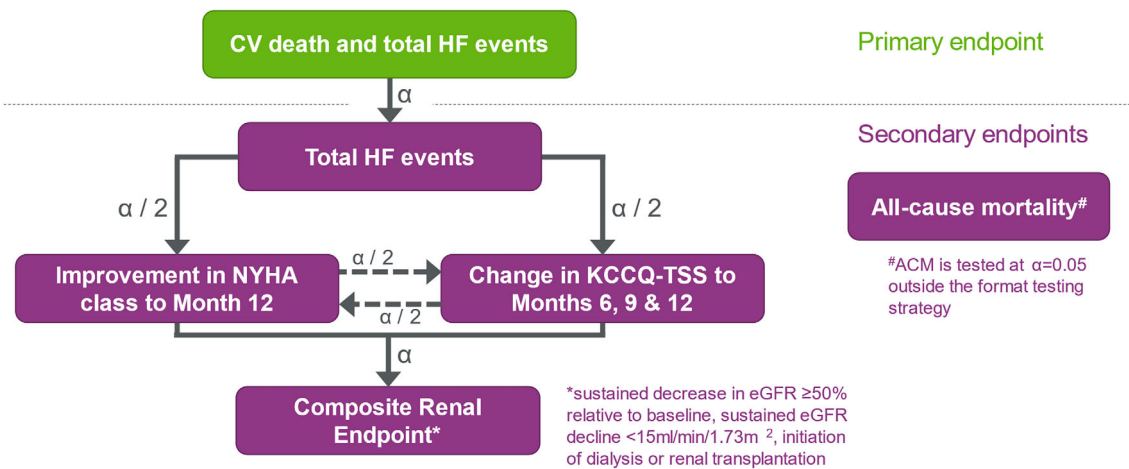 CV death and total HF events
Primary endpoint
α
Secondary endpoints
Total HF events
α / 2
α / 2
All-cause mortality#
Improvement in NYHA
class to Month 12
α / 2
α / 2
Change in KCCQ-TSS to
Months 6, 9 & 12
#ACM is tested at α=0.05
outside the format testing
strategy
α
Composite Renal
Endpoint*
*sustained decrease in eGFR ≥50%
relative to baseline, sustained eGFR
decline <15ml/min/1.73m 2, initiation
of dialysis or renal transplantation